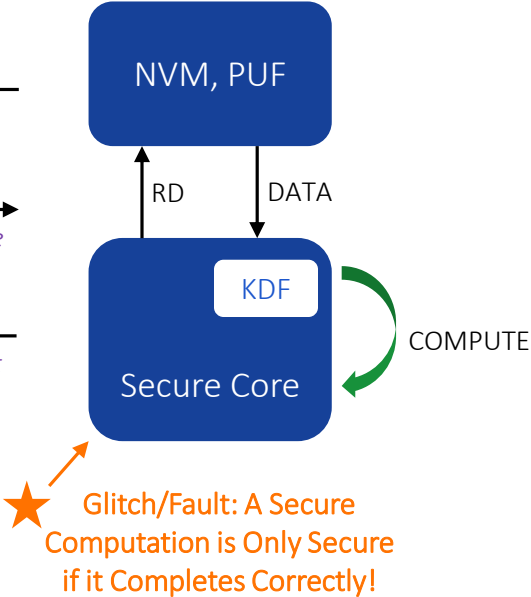 NVM, PUF
RD
DATA
?
KDF
COMPUTE
Secure Core
Glitch/Fault: A Secure
Computation is Only Secure
if it Completes Correctly!